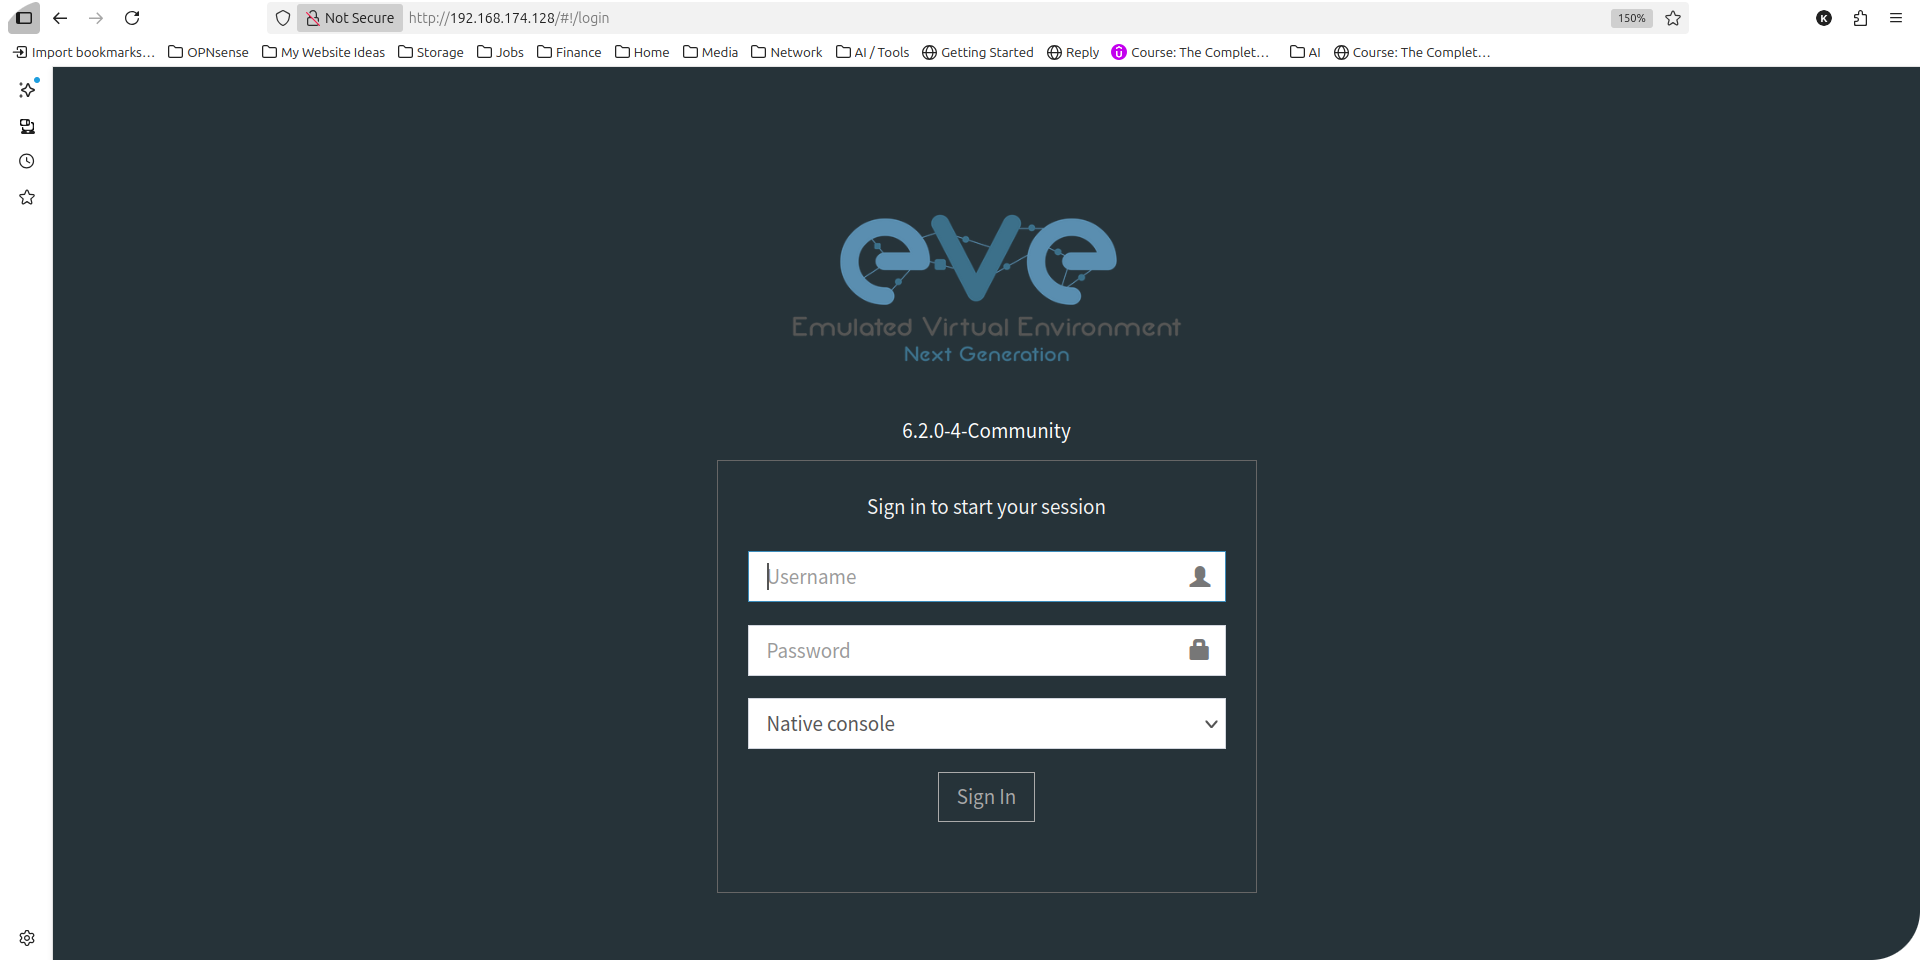 Not Secure
http://192.168.174.128/#!/login
150%
K
Import bookmarks...
OPNsense
My Website Ideas
Storage
Jobs
Finance
Home
Media
Network
AI / Tools
Getting Started
Reply
Course: The Complet...
AI
Course: The Complet...
eve
Emulated Virtual Environment
Next Generation
6.2.0-4-Community
Sign in to start your session
Username
Password
Native console
Sign In